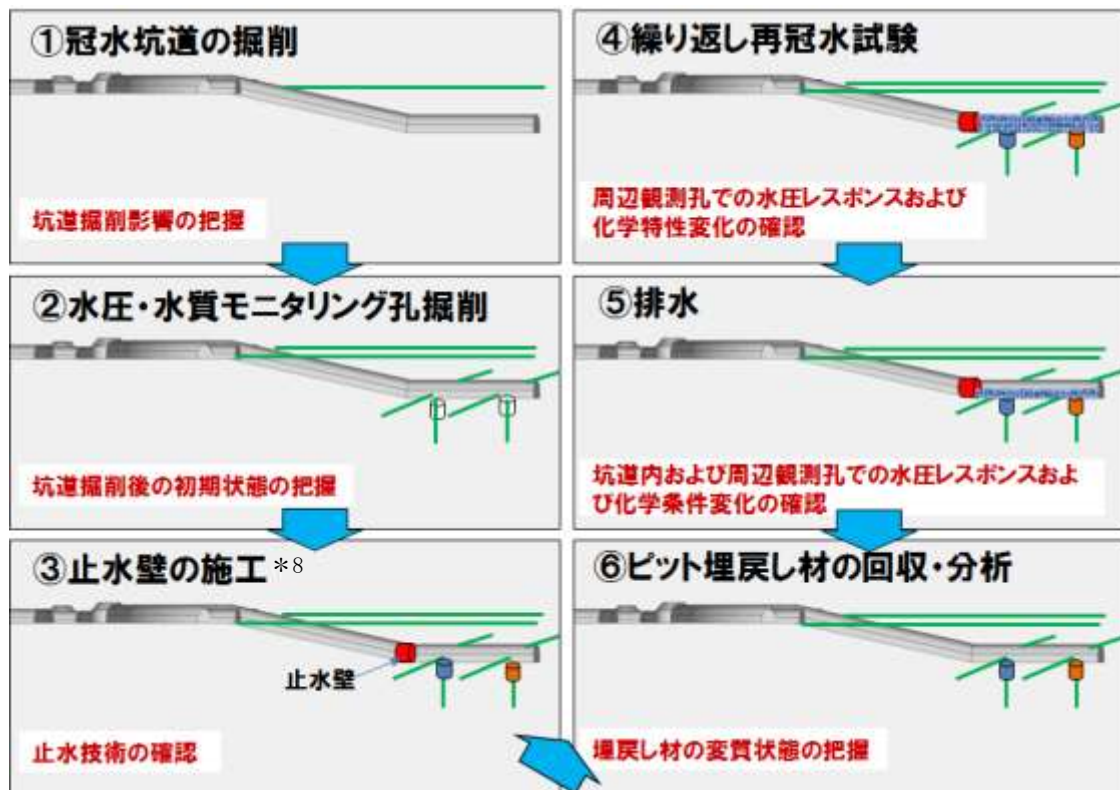 ①冠水坑道の掘削
坑道掘削影響の把握
②水圧・水質モニタリング孔掘削
坑道掘削後の初期状態の把握
③止水壁の施工*8
止水壁
止水技術の確認
④繰り返し再冠水試験
周辺観測孔での水圧レスポンスおよび
化学特性変化の確認
⑤排水
坑道内および周辺観測孔での水圧レスポンスおよ
び化学条件変化の確認
⑥ピット埋戻し材の回収・分析
埋戻し材の変質状態の把握